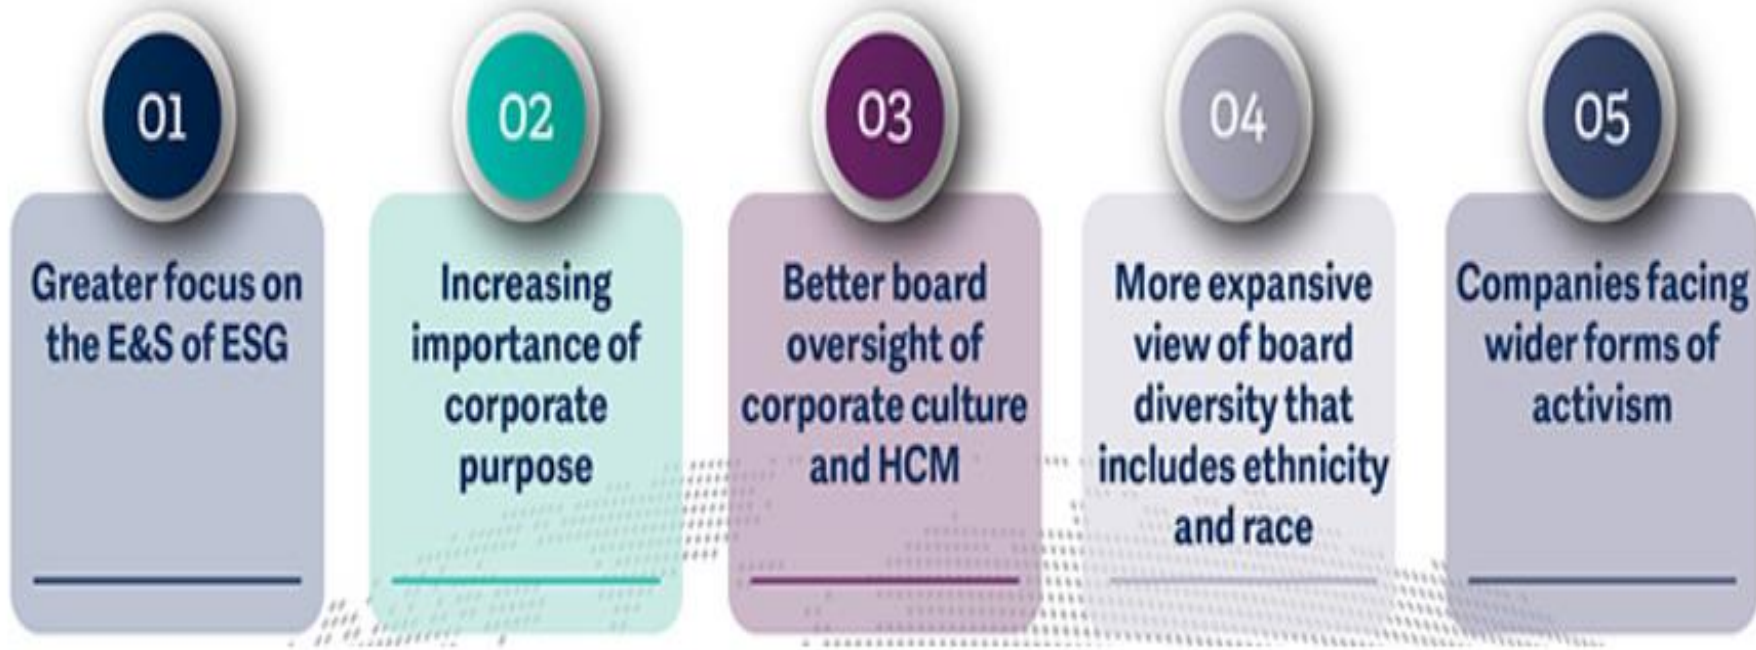 01
Greater focus on
the E&S of ESG
02
Increasing
importance of
corporate
purpose
03
Better board
oversight of
corporate culture
and HCM
04
More expansive
view of board
diversity that
includes ethnicity
and race
05
Companies facing
wider forms of
activism